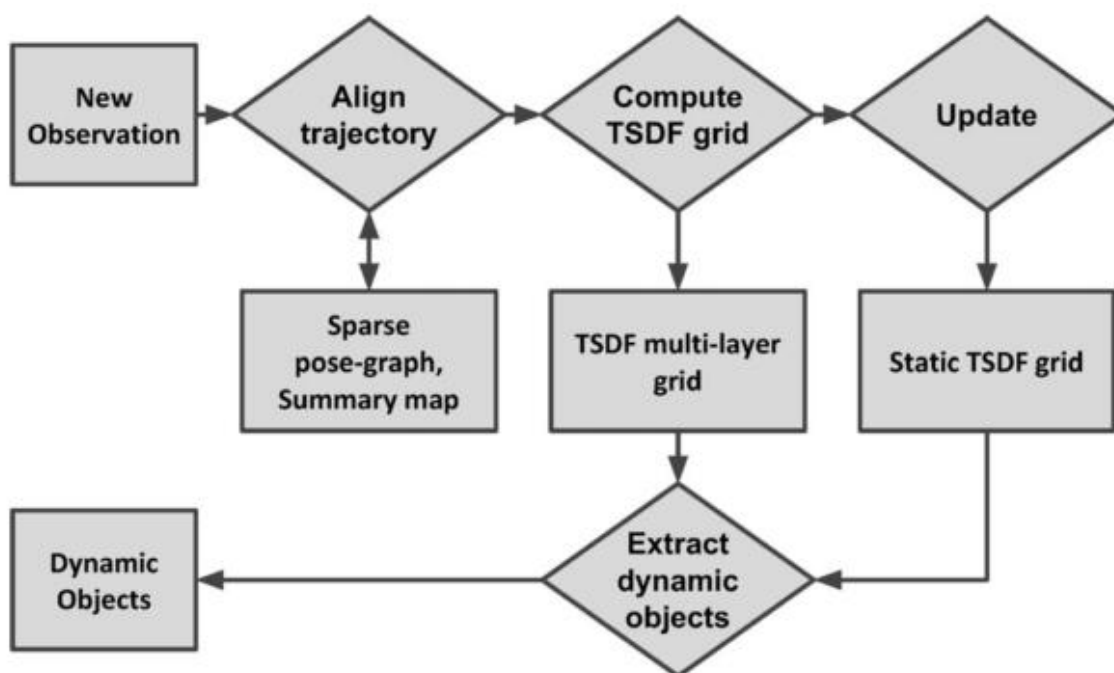 New
Observation
Align
trajectory
Compute
TSDF grid
Update
Sparse
pose-graph,
Summary map
TSDF multi-layer
grid
Static TSDF grid
Dynamic
Objects
Extract
dynamic
objects